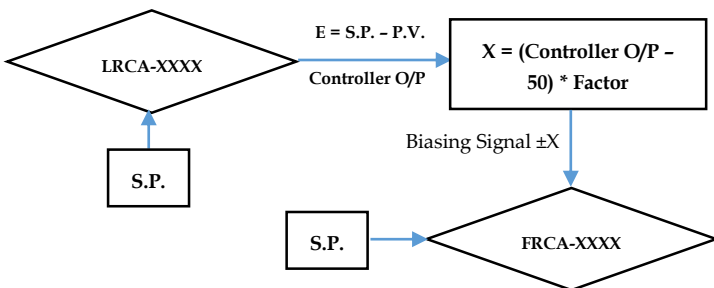 E = S.P. – P.V.
LRCA-XXXX
Controller O/P
X = (Controller O/P –
50) * Factor
Biasing Signal ±X
S.P.
S.P.
FRCA-XXXX